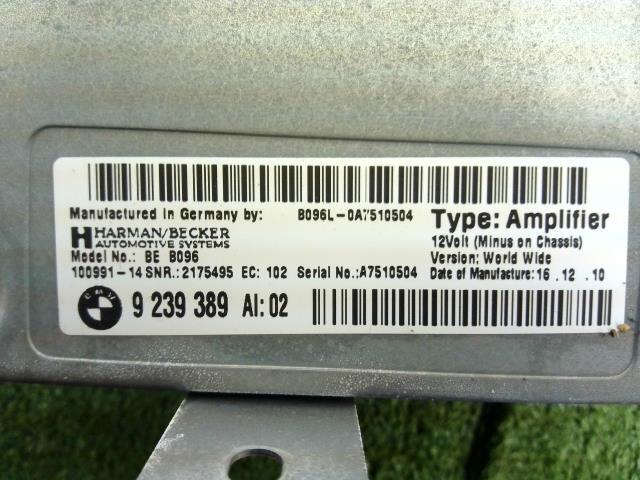 Manufactured in Germany by: B096L-0A7510504 Type: Amplifier
HARMAN/BECKER
AUTOMOTIVE SYSTEMS 12Volt (Minus on Chassis)
Model No.: BE B096 Version: World Wide
100991-14 SNR.: 2175495 EC: 102 Serial No.: A7510504 Date of Manufacture: 16 .12 .10
BMW 9 239 389 AI: 02